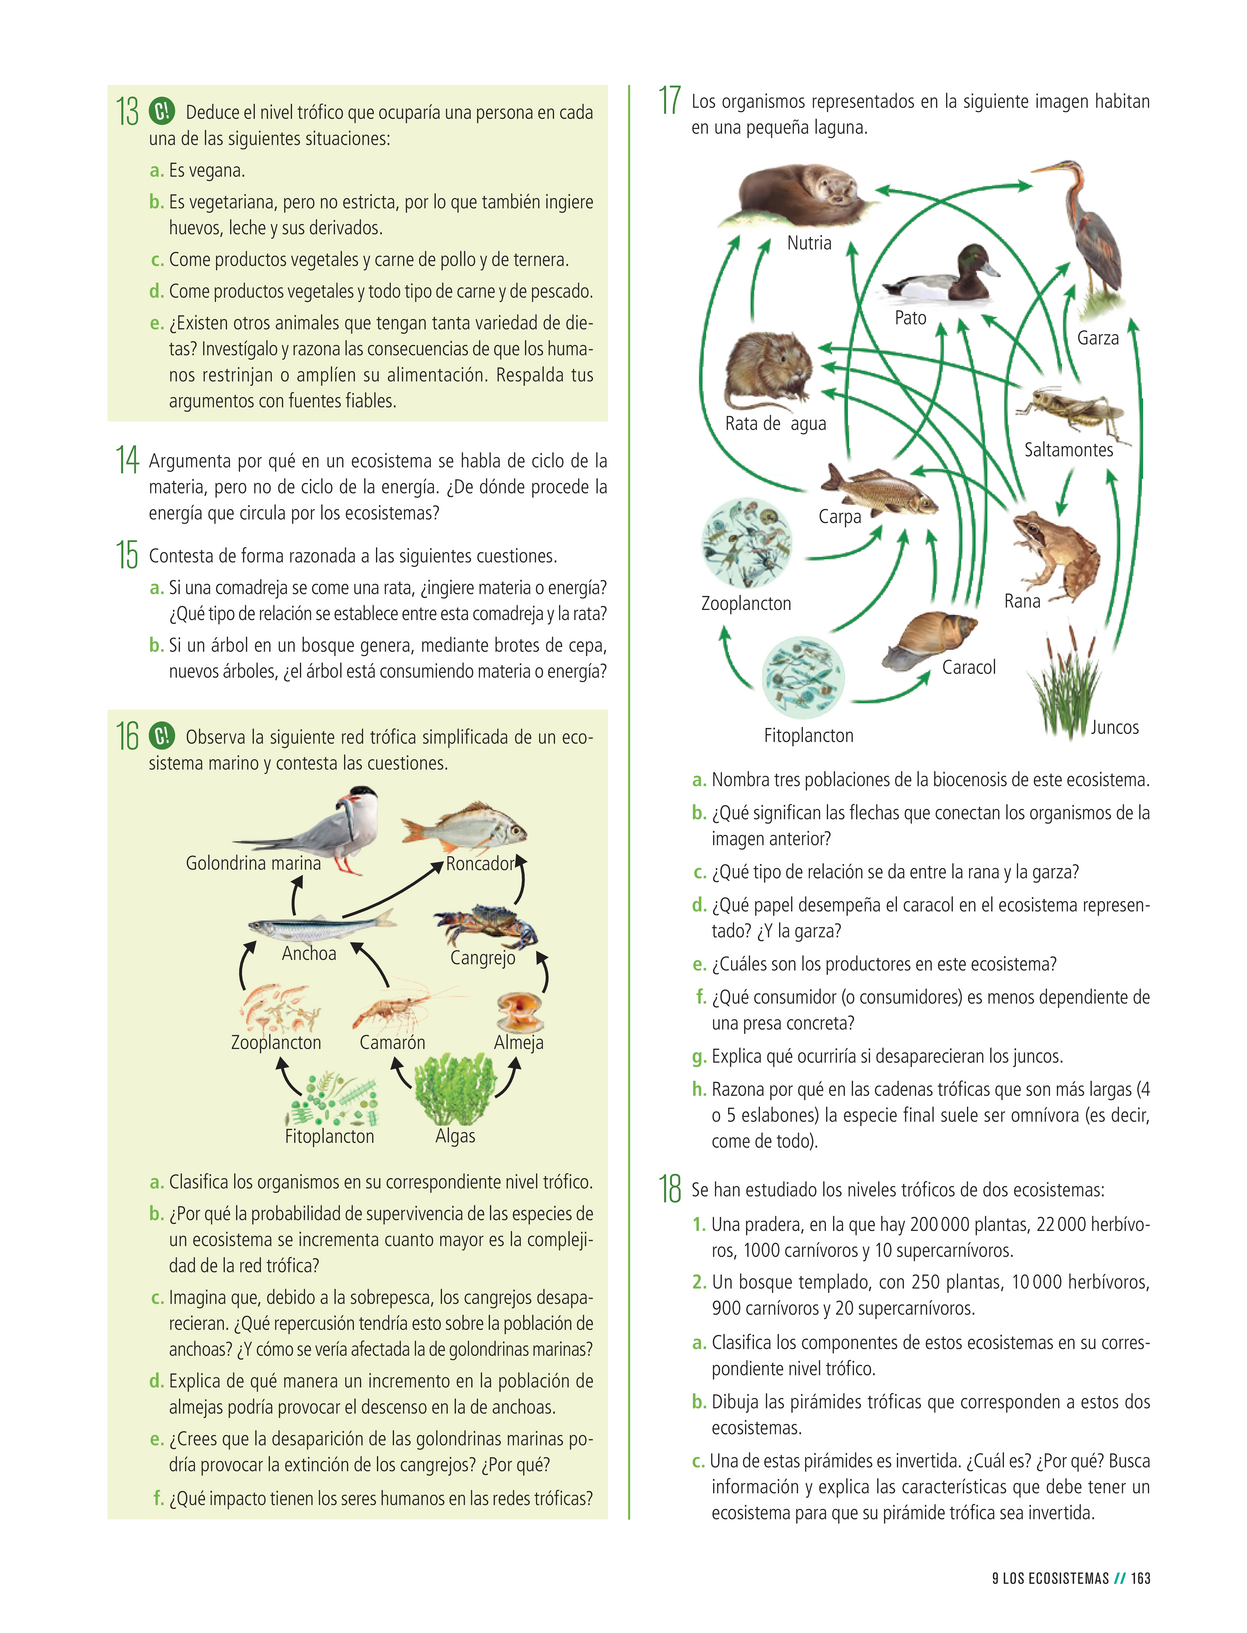 13 C! Deduce el nivel trófico que ocuparía una persona en cada
una de las siguientes situaciones:
a. Es vegana.
b. Es vegetariana, pero no estricta, por lo que también ingiere
huevos, leche y sus derivados.
c. Come productos vegetales y carne de pollo y de ternera.
d. Come productos vegetales y todo tipo de carne y de pescado.
e. ¿Existen otros animales que tengan tanta variedad de die-
tas? Investígalo y razona las consecuencias de que los huma-
nos restrinjan o amplíen su alimentación. Respalda tus
argumentos con fuentes fiables.
14 Argumenta por qué en un ecosistema se habla de ciclo de la
materia, pero no de ciclo de la energía. ¿De dónde procede la
energía que circula por los ecosistemas?
15 Contesta de forma razonada a las siguientes cuestiones.
a. Si una comadreja se come una rata, ¿ingiere materia o energía?
¿Qué tipo de relación se establece entre esta comadreja y la rata?
b. Si un árbol en un bosque genera, mediante brotes de cepa,
nuevos árboles, ¿el árbol está consumiendo materia o energía?
16 C! Observa la siguiente red trófica simplificada de un eco-
sistema marino y contesta las cuestiones.
Golondrina marina
Roncador
Anchoa
Cangrejo
Zooplancton
Camarón
Almeja
Fitoplancton
Algas
a. Clasifica los organismos en su correspondiente nivel trófico.
b. ¿Por qué la probabilidad de supervivencia de las especies de
un ecosistema se incrementa cuanto mayor es la compleji-
dad de la red trófica?
c. Imagina que, debido a la sobrepesca, los cangrejos desapa-
recieran. ¿Qué repercusión tendría esto sobre la población de
anchoas? ¿Y cómo se vería afectada la de golondrinas marinas?
d. Explica de qué manera un incremento en la población de
almejas podría provocar el descenso en la de anchoas.
e. ¿Crees que la desaparición de las golondrinas marinas po-
dría provocar la extinción de los cangrejos? ¿Por qué?
f. ¿Qué impacto tienen los seres humanos en las redes tróficas?
17 Los organismos representados en la siguiente imagen habitan
en una pequeña laguna.
Nutria
Pato
Garza
Rata de agua
Saltamontes
Carpa
Zooplancton
Rana
Caracol
Fitoplancton
Juncos
a. Nombra tres poblaciones de la biocenosis de este ecosistema.
b. ¿Qué significan las flechas que conectan los organismos de la
imagen anterior?
c. ¿Qué tipo de relación se da entre la rana y la garza?
d. ¿Qué papel desempeña el caracol en el ecosistema represen-
tado? ¿Y la garza?
e. ¿Cuáles son los productores en este ecosistema?
f. ¿Qué consumidor (o consumidores) es menos dependiente de
una presa concreta?
g. Explica qué ocurriría si desaparecieran los juncos.
h. Razona por qué en las cadenas tróficas que son más largas (4
o 5 eslabones) la especie final suele ser omnívora (es decir,
come de todo).
18 Se han estudiado los niveles tróficos de dos ecosistemas:
1. Una pradera, en la que hay 200 000 plantas, 22 000 herbívo-
ros, 1000 carnívoros y 10 supercarnívoros.
2. Un bosque templado, con 250 plantas, 10 000 herbívoros,
900 carnívoros y 20 supercarnívoros.
a. Clasifica los componentes de estos ecosistemas en su corres-
pondiente nivel trófico.
b. Dibuja las pirámides tróficas que corresponden a estos dos
ecosistemas.
c. Una de estas pirámides es invertida. ¿Cuál es? ¿Por qué? Busca
información y explica las características que debe tener un
ecosistema para que su pirámide trófica sea invertida.
9 LOS ECOSISTEMAS // 163